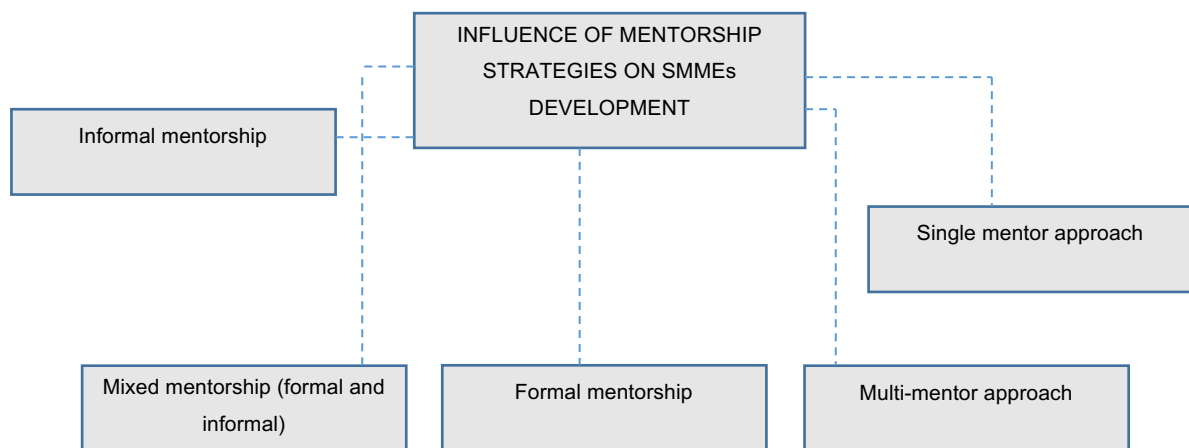 INFLUENCE OF MENTORSHIP
STRATEGIES ON SMMEs
DEVELOPMENT
Informal mentorship
Single mentor approach
Mixed mentorship (formal and
informal)
Formal mentorship
Multi-mentor approach